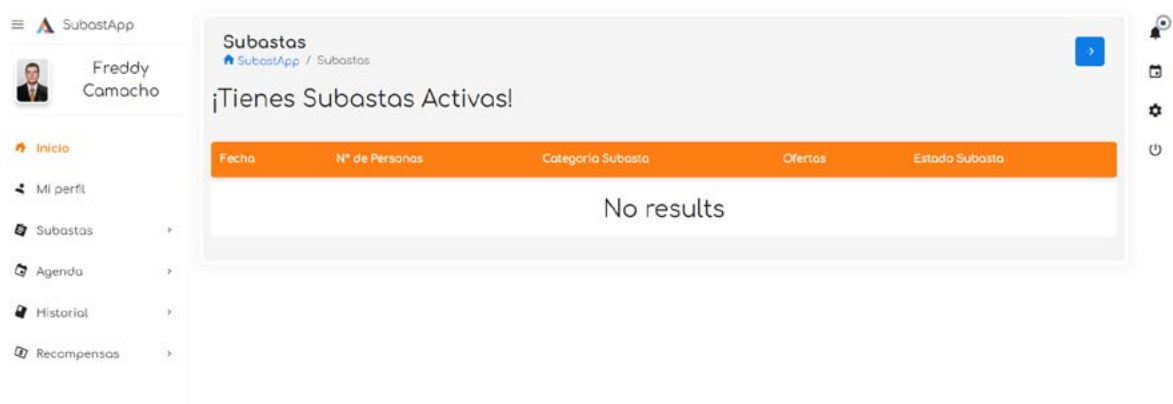 SubastApp
Freddy
Camacho
Inicio
Mi perfil
Subastas
Agenda
Historial
Recompensas
Subastas
SubastApp / Subastas
¡Tienes Subastas Activas!
Fecha N° de Personas Categoria Subasta Ofertas Estado Subasta
No results